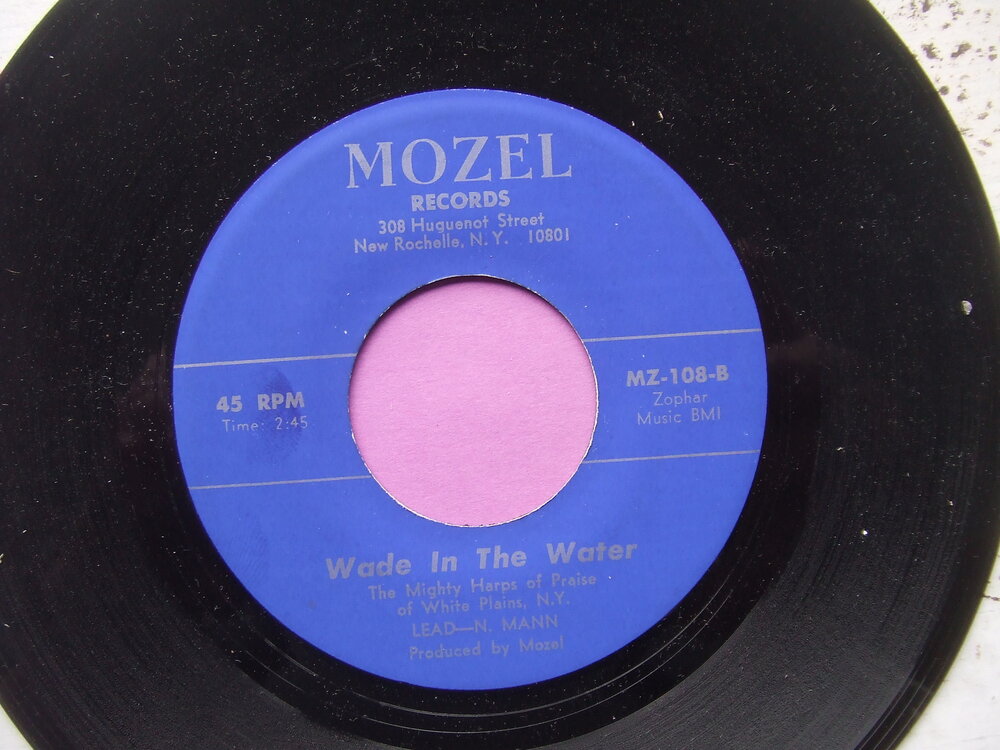 MOZEL
RECORDS
308 Huguenot Street
New Rochelle, N. Y. 10801
45 RPM
Time: 2:45
MZ-108-B
Zophar
Music BMI
Wade In The Water
The Mighty Harps of Praise
of White Plains, N.Y.
LEAD—N. MANN
Produced by Mozel